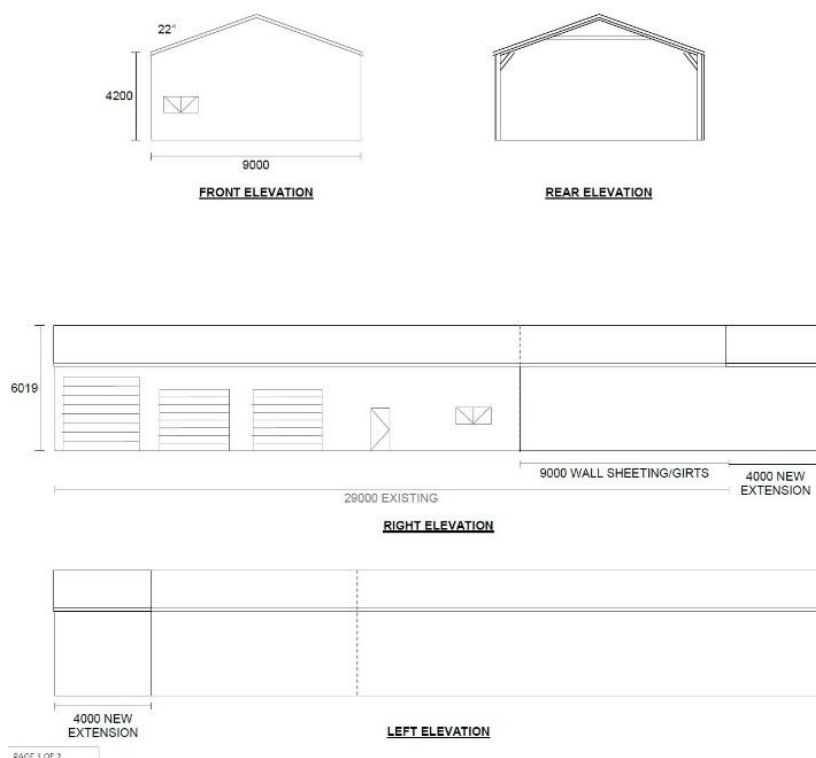 22°
4200
9000
FRONT ELEVATION
REAR ELEVATION
6019
9000 WALL SHEETING/GIRTS
4000 NEW
EXTENSION
29000 EXISTING
RIGHT ELEVATION
4000 NEW
EXTENSION
LEFT ELEVATION
PAGE 1 OF 2